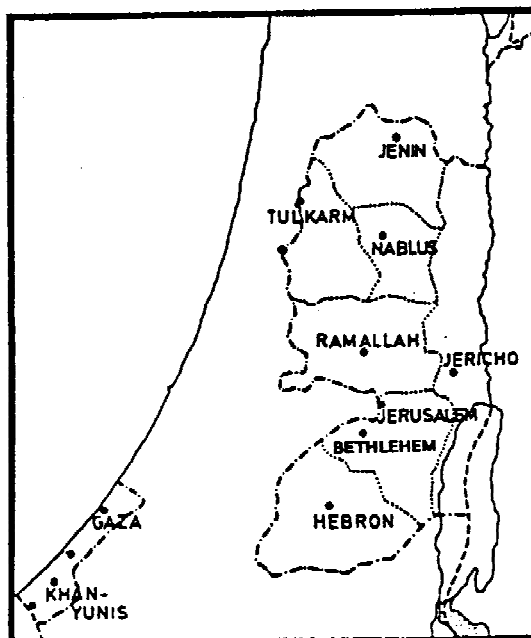 JENIN
TULKARM
NABLUS
RAMALLAH
JERICHO
JERUSALEM
BETHLEHEM
HEBRON
GAZA
KHAN-
YUNIS